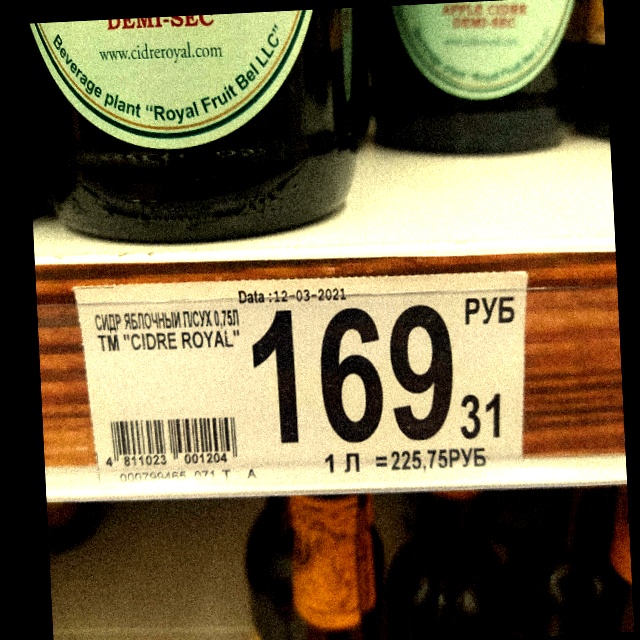 DEMI-SEC
www.cidreroyal.com
Beverage plant "Royal Fruit Bel LLC"
APPLE CIDRE
DEMI-SEC
Data :12-03-2021
СИДР ЯБЛОЧНЫЙ П/СУХ 0,75Л
ТМ "CIDRE ROYAL"
169 31 РУБ
4 811023 001204
1 Л =225,75РУБ